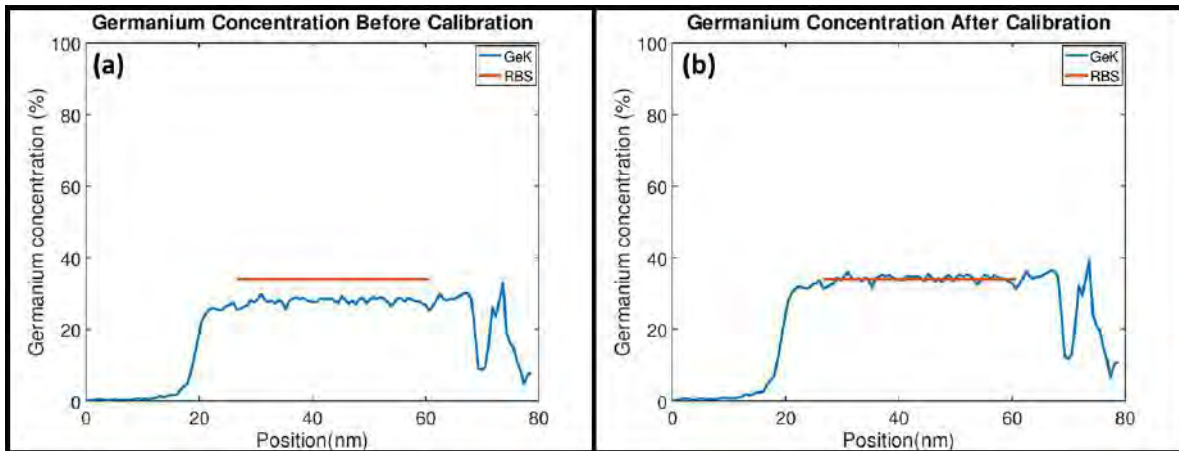 Germanium Concentration Before Calibration
(a)
GeK
RBS
100
80
60
40
20
0
Germanium concentration (%)
0 20 40 60 80
Position(nm)
Germanium Concentration After Calibration
(b)
GeK
RBS
100
80
60
40
20
0
Germanium concentration (%)
0 20 40 60 80
Position(nm)